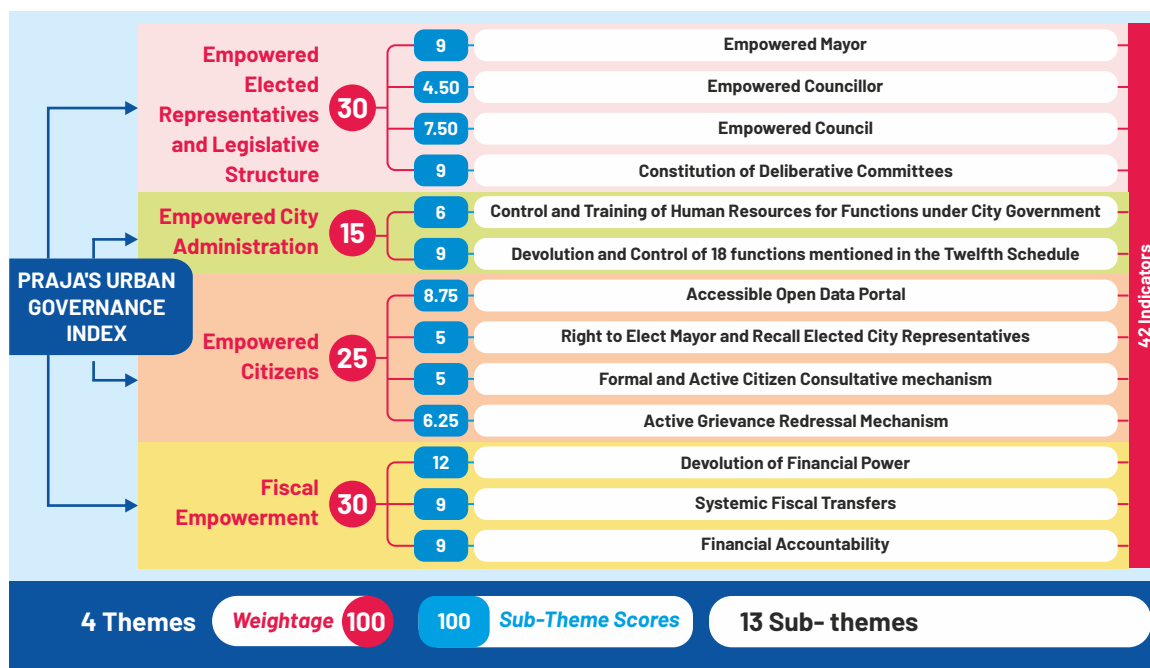 PRAJA'S URBAN
GOVERNANCE
INDEX
Empowered
Elected
Representatives
and Legislative
Structure
30
9 Empowered Mayor
4.50 Empowered Councillor
7.50 Empowered Council
9 Constitution of Deliberative Committees
Empowered City
Administration
15
6 Control and Training of Human Resources for Functions under City Government
9 Devolution and Control of 18 functions mentioned in the Twelfth Schedule
Empowered
Citizens
25
8.75 Accessible Open Data Portal
5 Right to Elect Mayor and Recall Elected City Representatives
5 Formal and Active Citizen Consultative mechanism
6.25 Active Grievance Redressal Mechanism
Fiscal
Empowerment
30
12 Devolution of Financial Power
9 Systemic Fiscal Transfers
9 Financial Accountability
42 Indicators
4 Themes Weightage 100 100 Sub-Theme Scores 13 Sub- themes